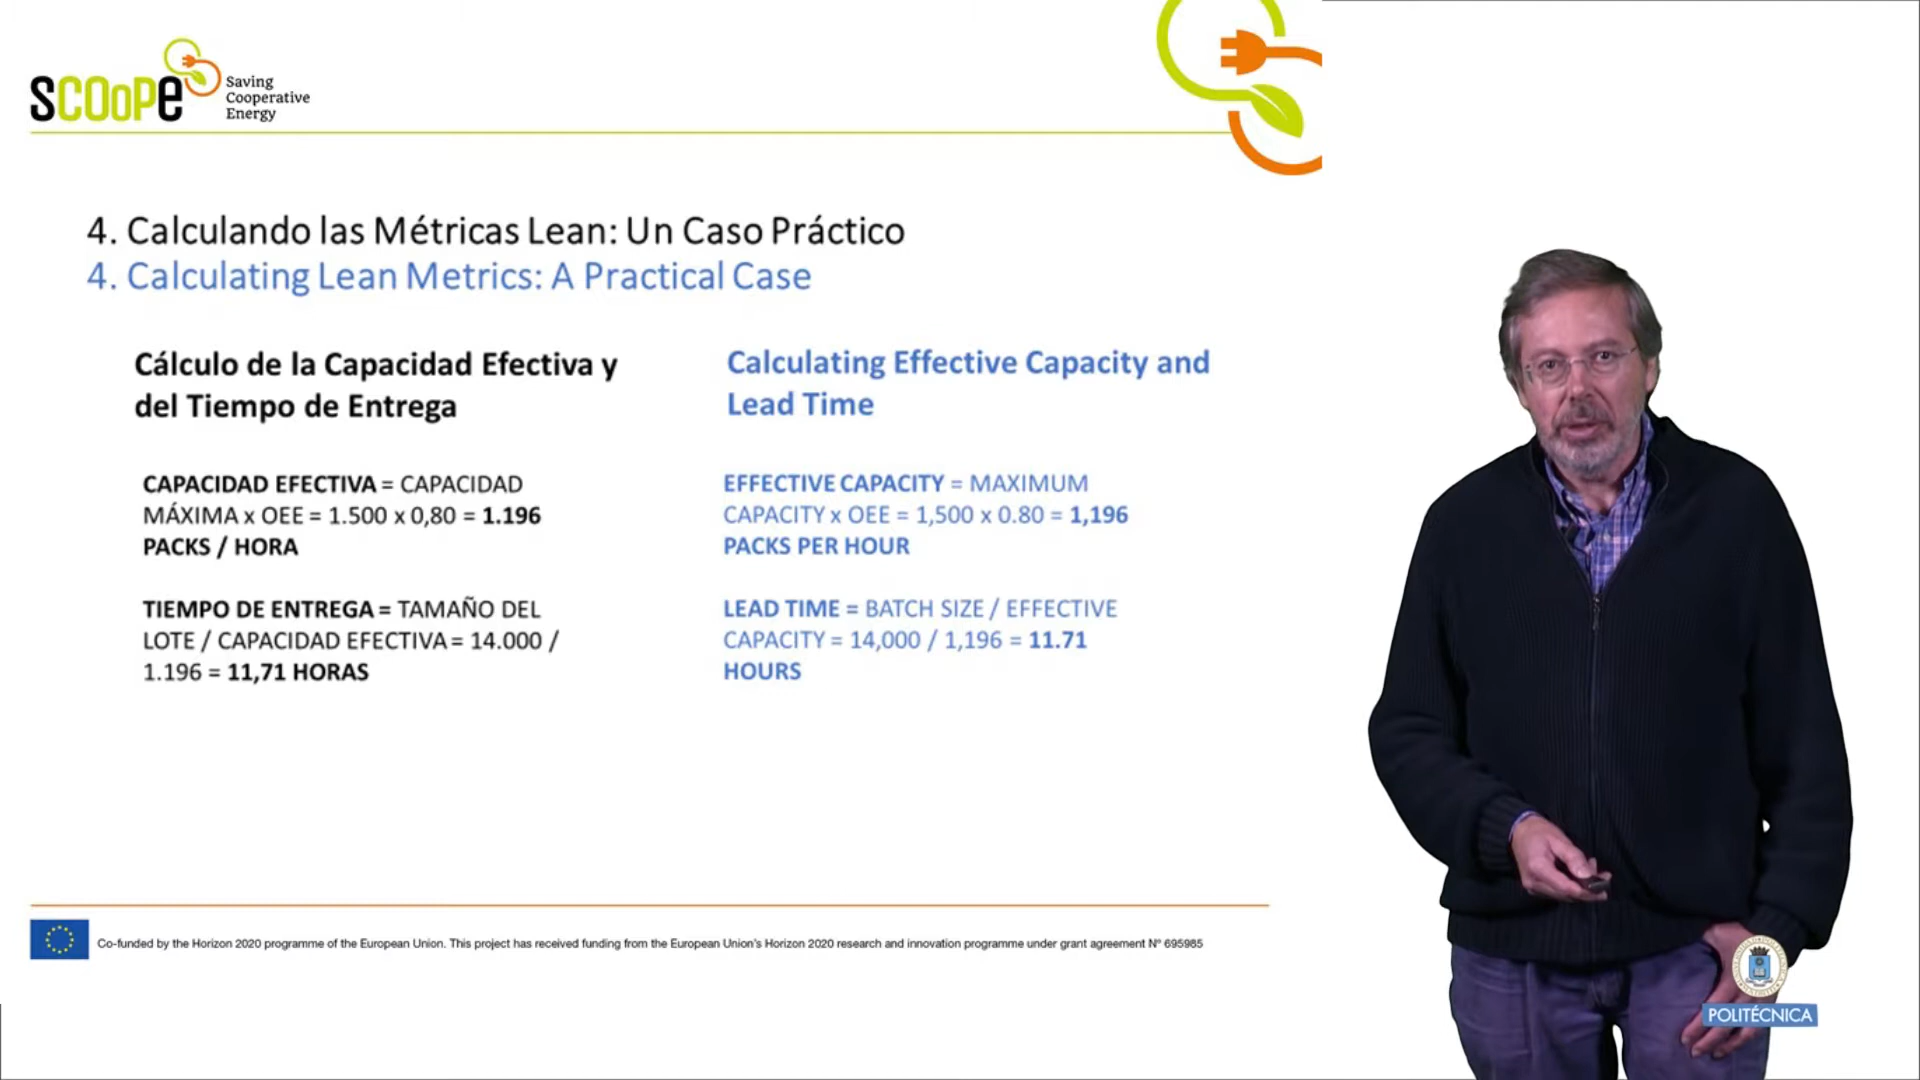 SCOOPE
Saving
Cooperative
Energy
4. Calculando las Métricas Lean: Un Caso Práctico
4. Calculating Lean Metrics: A Practical Case
Cálculo de la Capacidad Efectiva y
del Tiempo de Entrega
CAPACIDAD EFECTIVA = CAPACIDAD
MÁXIMA x OEE = 1.500 x 0,80 = 1.196
PACKS / HORA
TIEMPO DE ENTREGA = TAMAÑO DEL
LOTE / CAPACIDAD EFECTIVA = 14.000 /
1.196 = 11,71 HORAS
Calculating Effective Capacity and
Lead Time
EFFECTIVE CAPACITY = MAXIMUM
CAPACITY x OEE = 1,500 x 0.80 = 1,196
PACKS PER HOUR
LEAD TIME = BATCH SIZE / EFFECTIVE
CAPACITY = 14,000 / 1,196 = 11.71
HOURS
Co-funded by the Horizon 2020 programme of the European Union. This project has received funding from the European Union's Horizon 2020 research and innovation programme under grant agreement Nº 695985
POLITÉCNICA